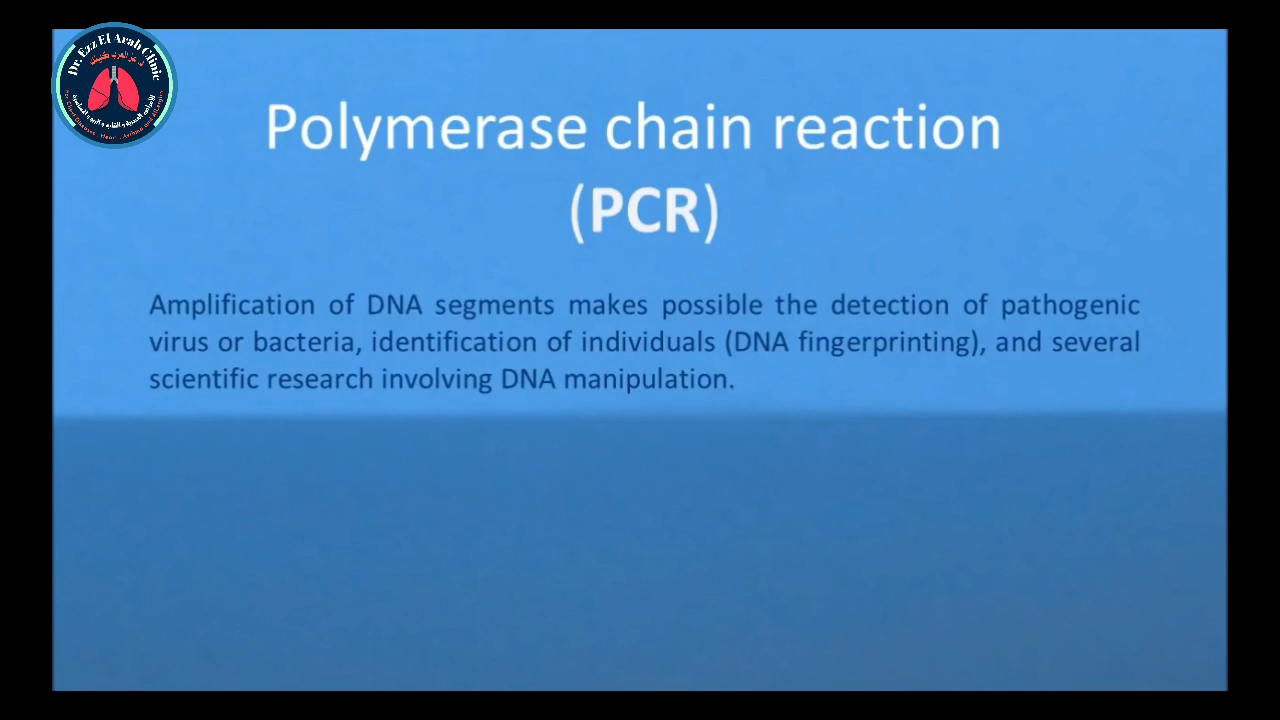 Dr. Ezz El Arab Clinic
Polymerase chain reaction
(PCR)
Amplification of DNA segments makes possible the detection of pathogenic
virus or bacteria, identification of individuals (DNA fingerprinting), and several
scientific research involving DNA manipulation.